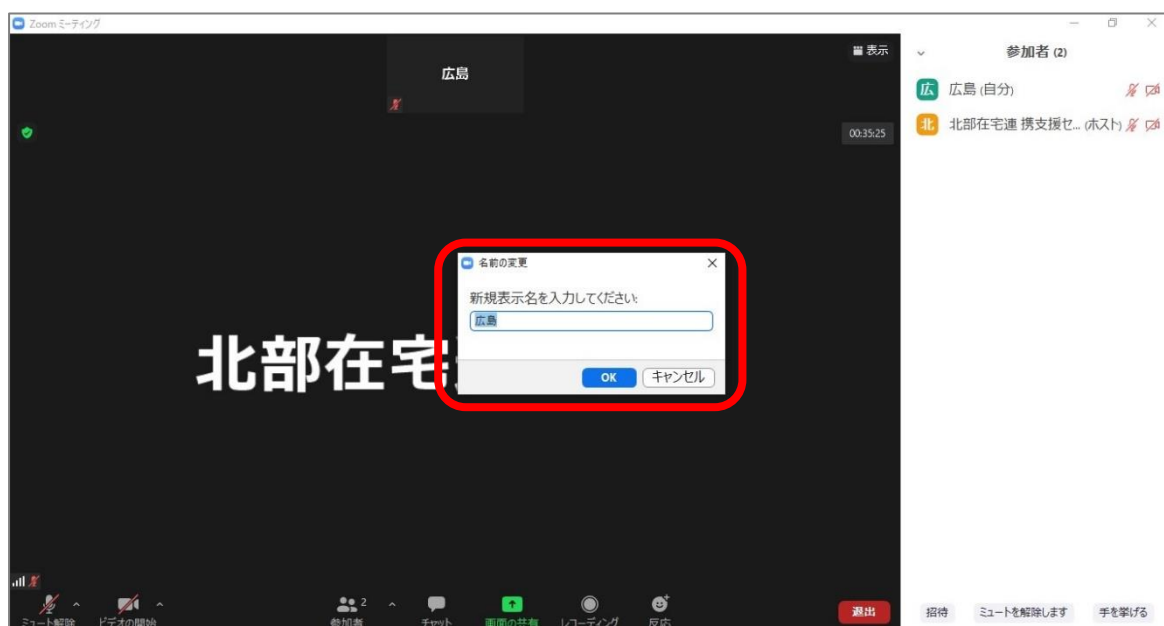 Zoom ミーティング
広島
表示
00:35:25
北部在宅
名前の変更
新規表示名を入力してください:
広島
OK
キャンセル
参加者 (2)
広 広島 (自分)
北 北部在宅連 携支援セ... (ホスト)
ミュート解除
ビデオの開始
2
参加者
チャット
画面の共有
レコーディング
反応
退出
招待
ミュートを解除します
手を挙げる